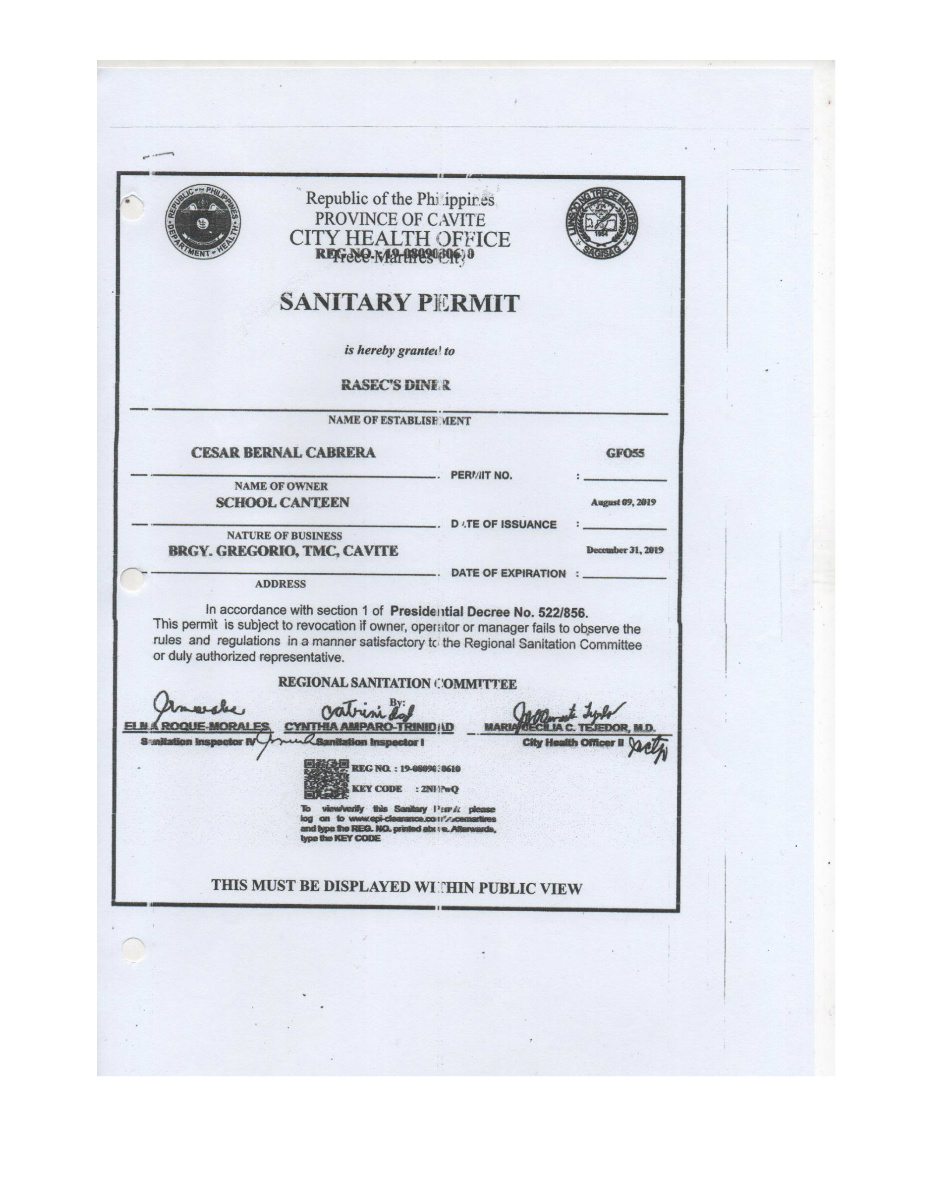 REPUBLIC OF THE PHILIPPINES
DEPARTMENT OF HEALTH
LUNGSOD NG TRECE MARTIRES
1954
SAGISAG
Republic of the Philippines
PROVINCE OF CAVITE
CITY HEALTH OFFICE
REG NO. : 19-0809030610
Trece Martires City
SANITARY PERMIT
is hereby granted to
RASEC'S DINER
NAME OF ESTABLISHMENT
CESAR BERNAL CABRERA GFO55
PERMIT NO. :
NAME OF OWNER
SCHOOL CANTEEN August 09, 2019
DATE OF ISSUANCE :
NATURE OF BUSINESS
BRGY. GREGORIO, TMC, CAVITE December 31, 2019
DATE OF EXPIRATION :
ADDRESS
In accordance with section 1 of Presidential Decree No. 522/856.
This permit is subject to revocation if owner, operator or manager fails to observe the
rules and regulations in a manner satisfactory to the Regional Sanitation Committee
or duly authorized representative.
REGIONAL SANITATION COMMITTEE
By:
ELNA ROQUE-MORALES CYNTHIA AMPARO-TRINIDAD MARIA CECILIA C. TEJEDOR, M.D.
Sanitation Inspector IV Sanitation Inspector I City Health Officer II
REG NO. : 19-0809030610
KEY CODE :
To view/verify this Sanitary Permit please
log on to www.epi-clearance.com/tracemartires
and type the REG. NO. printed above. Afterwards,
type the KEY CODE
THIS MUST BE DISPLAYED WITHIN PUBLIC VIEW